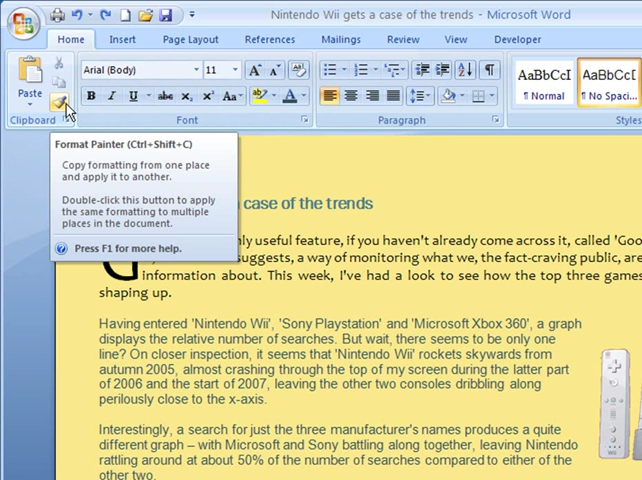 Nintendo Wii gets a case of the trends - Microsoft Word
Home Insert Page Layout References Mailings Review View Developer
Paste
Arial (Body) 11
B I U abc X₂ X² Aa
AaBbCcI AaBbCcI
¶ Normal ¶ No Spaci...
Clipboard Font Paragraph Styles
Format Painter (Ctrl+Shift+C)
Copy formatting from one place
and apply it to another.
Double-click this button to apply
the same formatting to multiple
places in the document.
Press F1 for more help.
case of the trends
nly useful feature, if you haven't already come across it, called 'Goo
suggests, a way of monitoring what we, the fact-craving public, are
information about. This week, I've had a look to see how the top three games
shaping up.
Having entered 'Nintendo Wii', 'Sony Playstation' and 'Microsoft Xbox 360', a graph
displays the relative number of searches. But wait, there seems to be only one
line? On closer inspection, it seems that 'Nintendo Wii' rockets skywards from
autumn 2005, almost crashing through the top of my screen during the latter part
of 2006 and the start of 2007, leaving the other two consoles dribbling along
perilously close to the x-axis.
Interestingly, a search for just the three manufacturer's names produces a quite
different graph – with Microsoft and Sony battling along together, leaving Nintendo
rattling around at about 50% of the number of searches compared to either of the
other two.